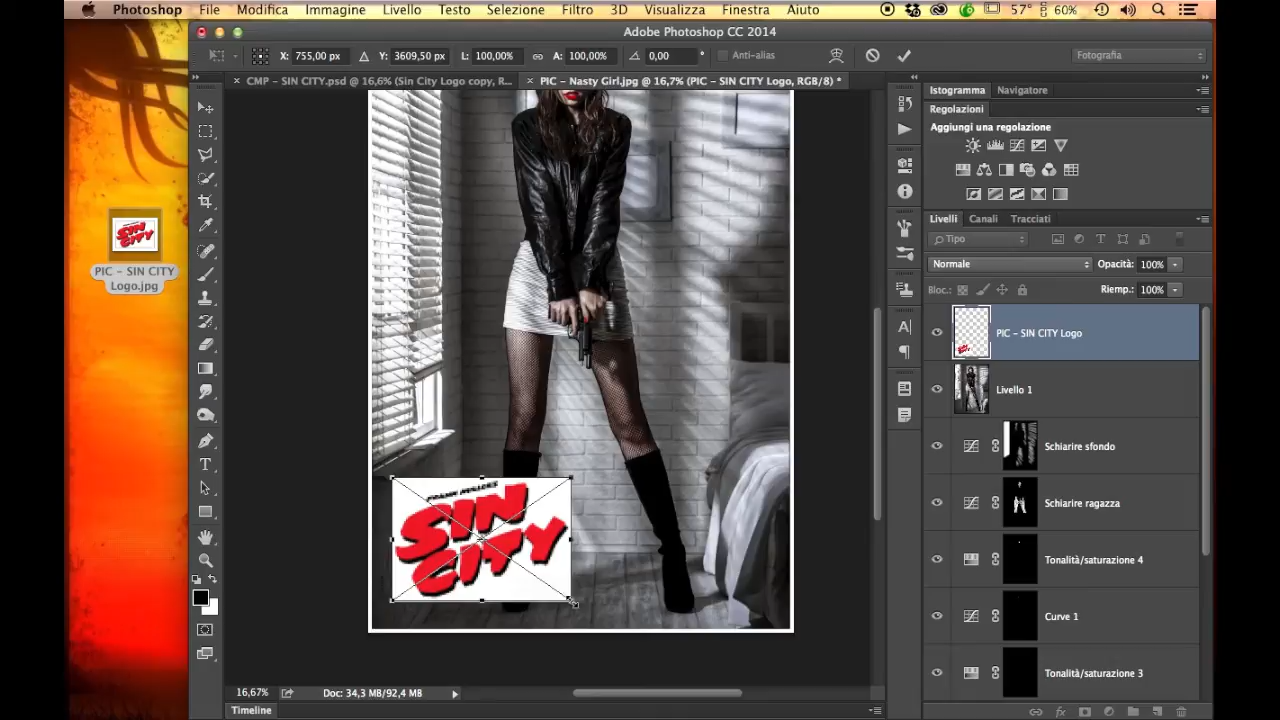 Photoshop File Modifica Immagine Livello Testo Selezione Filtro 3D Visualizza Finestra Aiuto 57° 60%
Adobe Photoshop CC 2014
X: 755,00 px Y: 3609,50 px L: 100,00% A: 100,00% 0,00 ° Anti-alias Fotografia
CMP – SIN CITY.psd @ 16,6% (Sin City Logo copy, R... PIC – Nasty Girl.jpg @ 16,7% (PIC – SIN CITY Logo, RGB/8) *
Istogramma Navigatore
Regolazioni
Aggiungi una regolazione
Livelli Canali Tracciati
Tipo
Normale Opacità: 100%
Bloc.: Riemp.: 100%
PIC – SIN CITY Logo
Livello 1
Schiarire sfondo
Schiarire ragazza
Tonalità/saturazione 4
Curve 1
Tonalità/saturazione 3
SIN
CITY
PIC – SIN CITY
Logo.jpg
FRANK MILLER'S
SIN
CITY
16,67% Doc: 34,3 MB/92,4 MB
Timeline